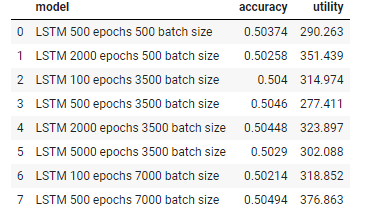 model accuracy utility
0 LSTM 500 epochs 500 batch size 0.50374 290.263
1 LSTM 2000 epochs 500 batch size 0.50258 351.439
2 LSTM 100 epochs 3500 batch size 0.504 314.974
3 LSTM 500 epochs 3500 batch size 0.5046 277.411
4 LSTM 2000 epochs 3500 batch size 0.50448 323.897
5 LSTM 5000 epochs 3500 batch size 0.5029 302.088
6 LSTM 100 epochs 7000 batch size 0.50214 318.852
7 LSTM 500 epochs 7000 batch size 0.50494 376.863